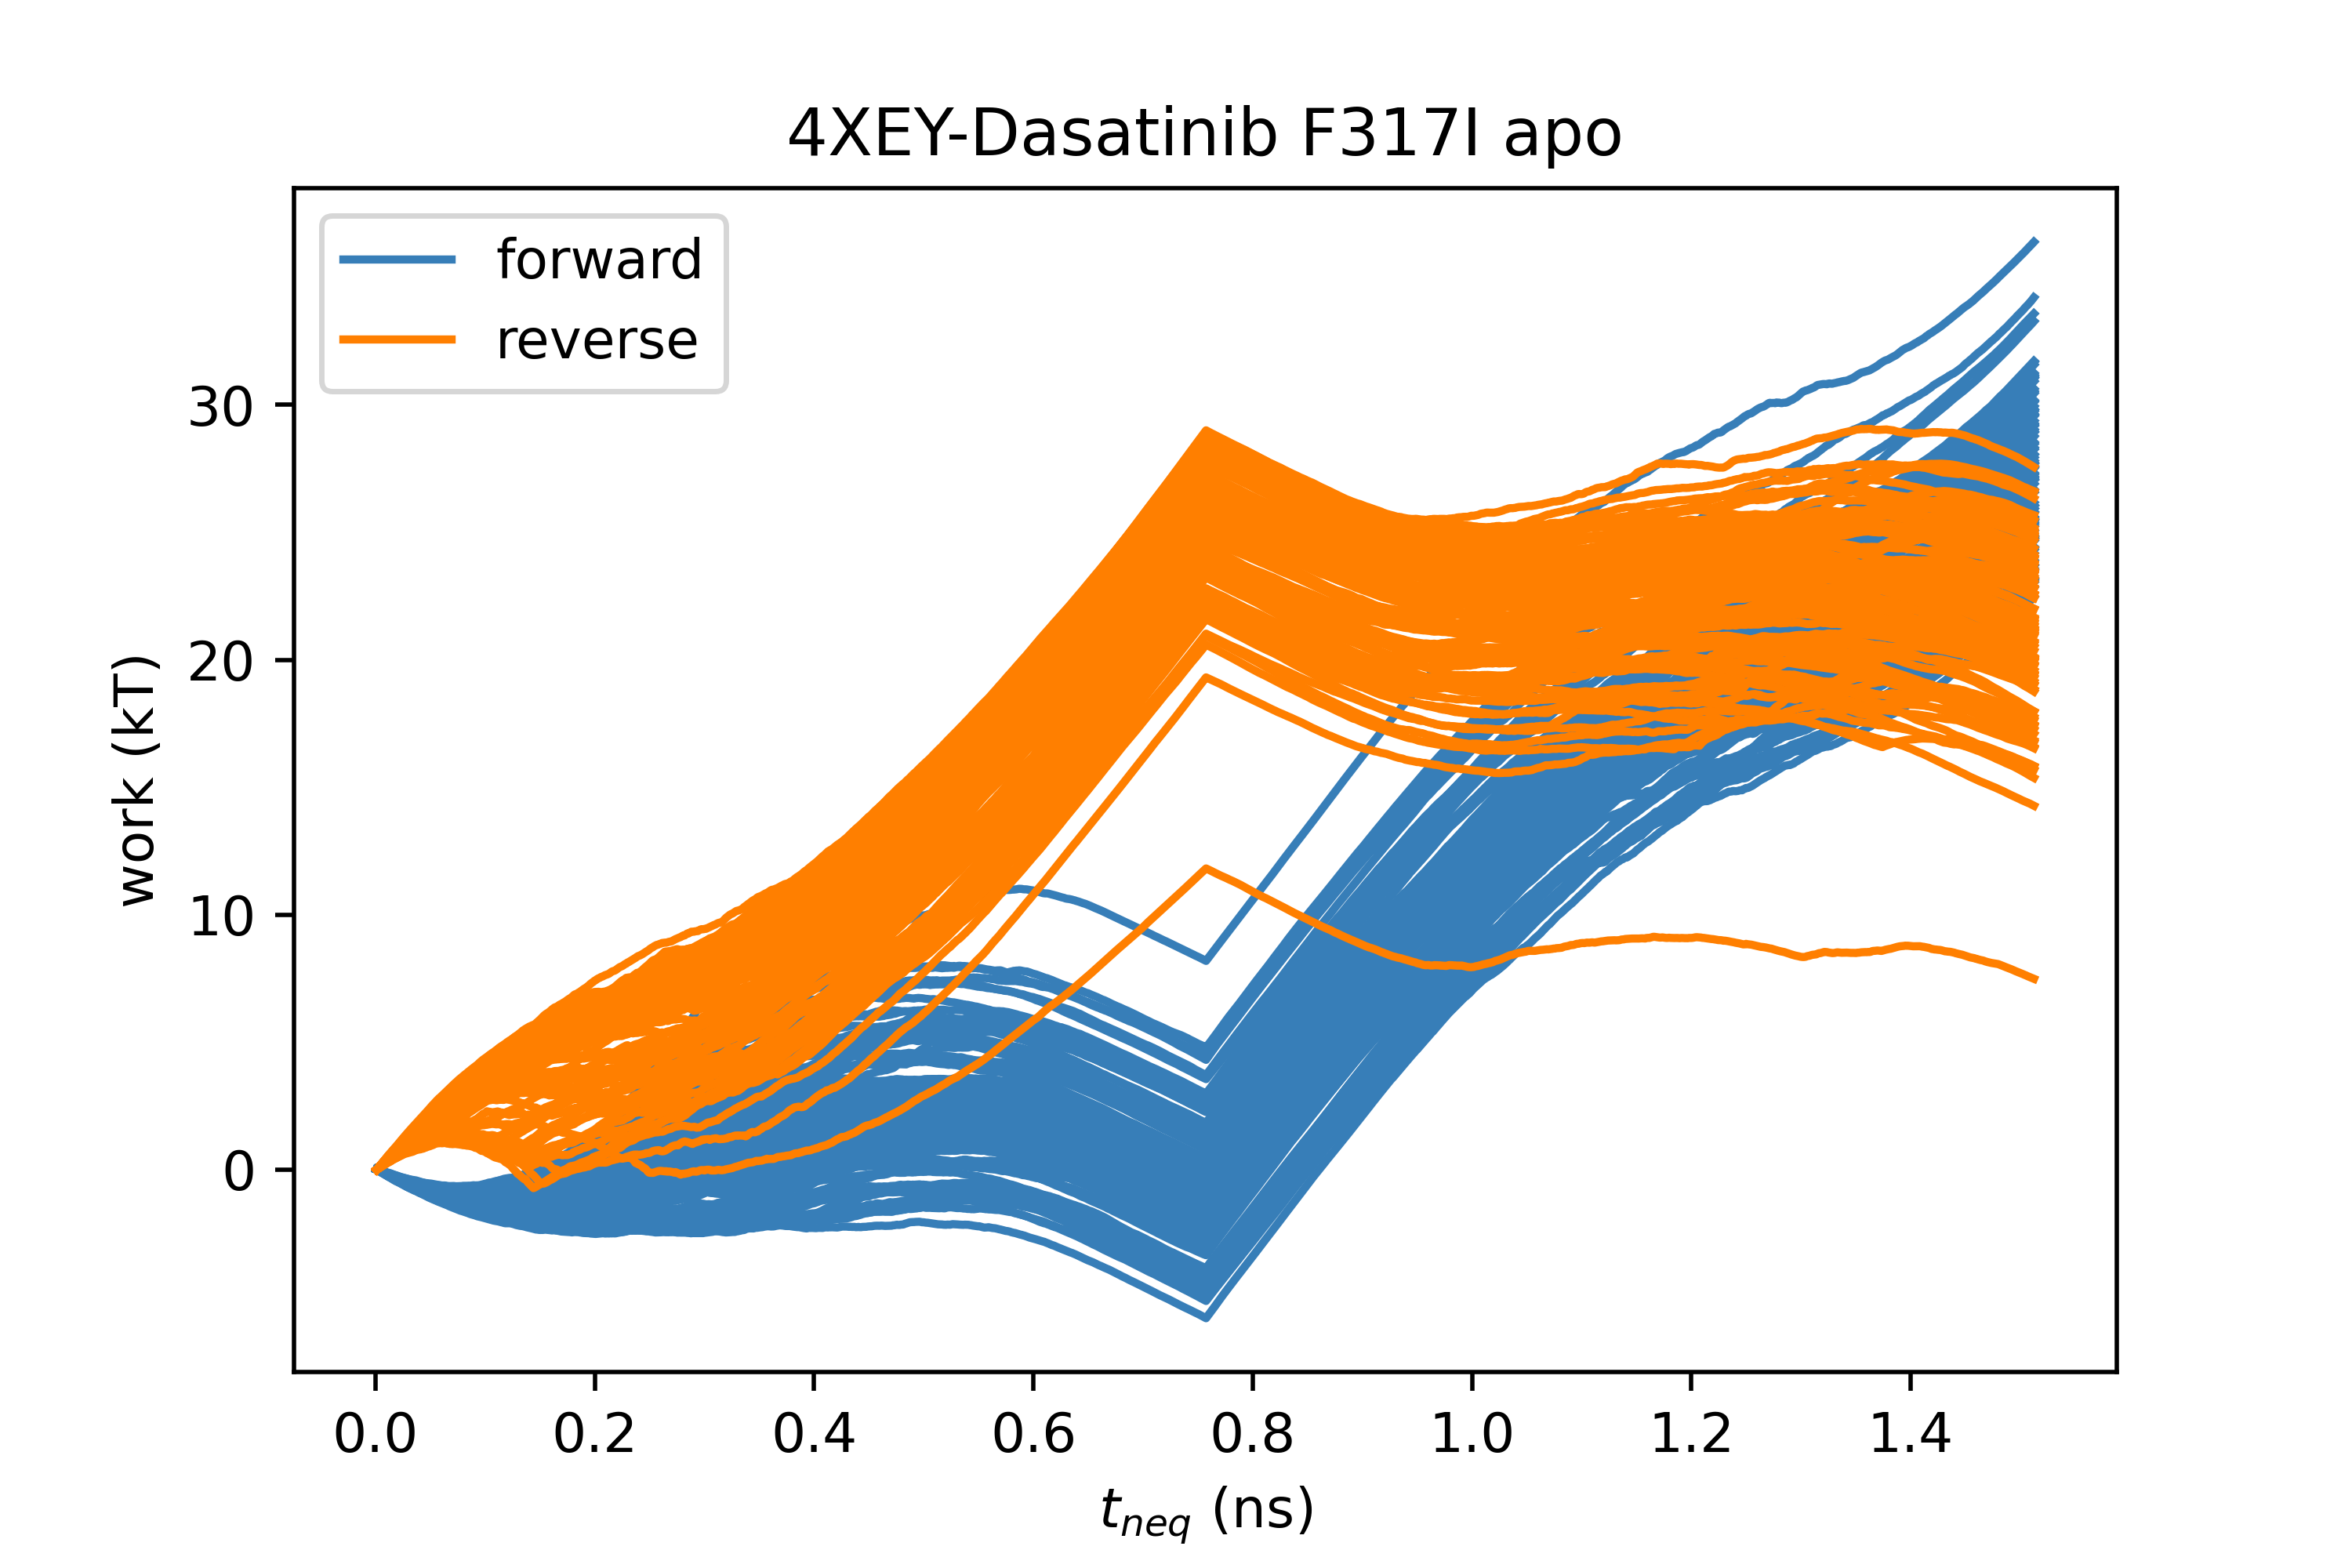 4XEY-Dasatinib F317I apo
forward
reverse
work (kT)
30
20
10
0
0.0 0.2 0.4 0.6 0.8 1.0 1.2 1.4
t_neq (ns)